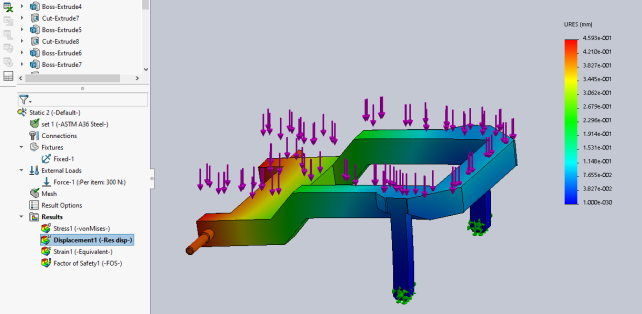 Boss-Extrude4
Cut-Extrude7
Boss-Extrude5
Cut-Extrude8
Boss-Extrude6
Boss-Extrude7
Static 2 (-Default-)
set 1 (-ASTM A36 Steel-)
Connections
Fixtures
Fixed-1
External Loads
Force-1 (:Per item: 300 N:)
Mesh
Result Options
Results
Stress1 (-vonMises-)
Displacement1 (-Res disp-)
Strain1 (-Equivalent-)
Factor of Safety1 (-FOS-)
URES (mm)
4.593e-001
4.210e-001
3.827e-001
3.445e-001
3.062e-001
2.679e-001
2.296e-001
1.914e-001
1.531e-001
1.148e-001
7.655e-002
3.827e-002
1.000e-030